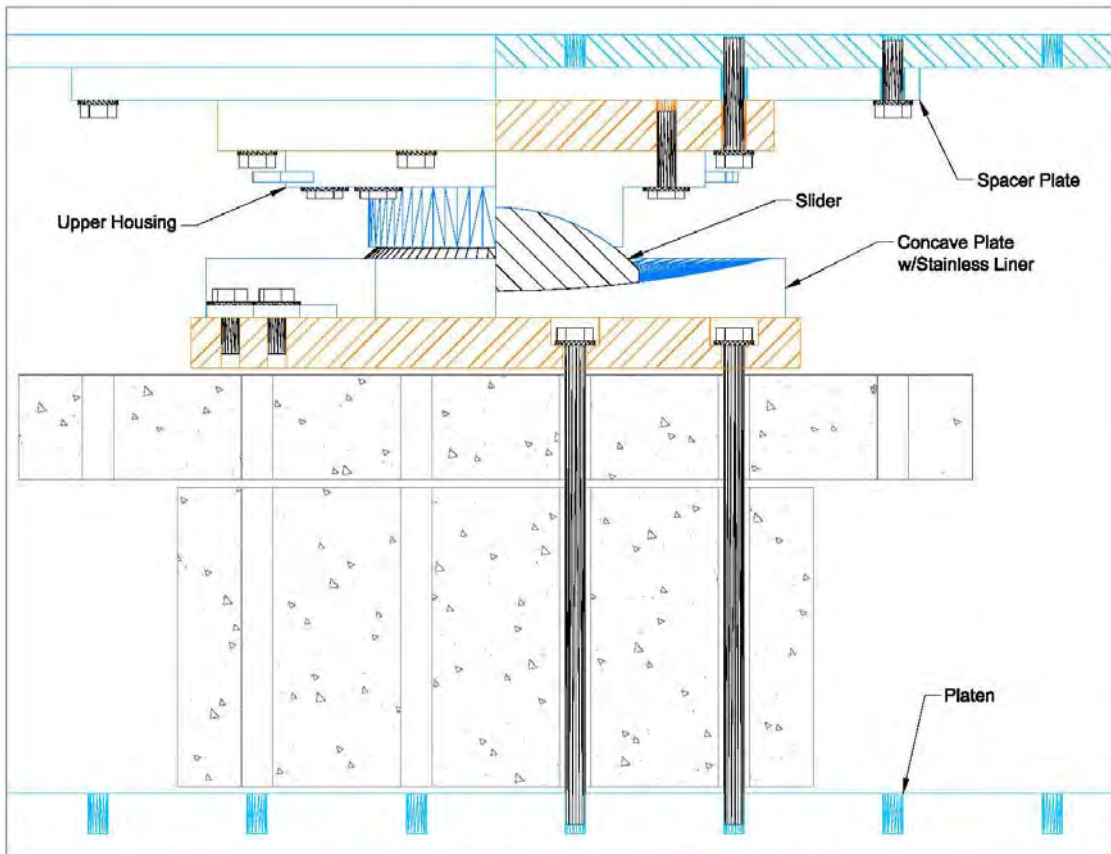 Spacer Plate
Slider
Upper Housing
Concave Plate
w/Stainless Liner
Platen